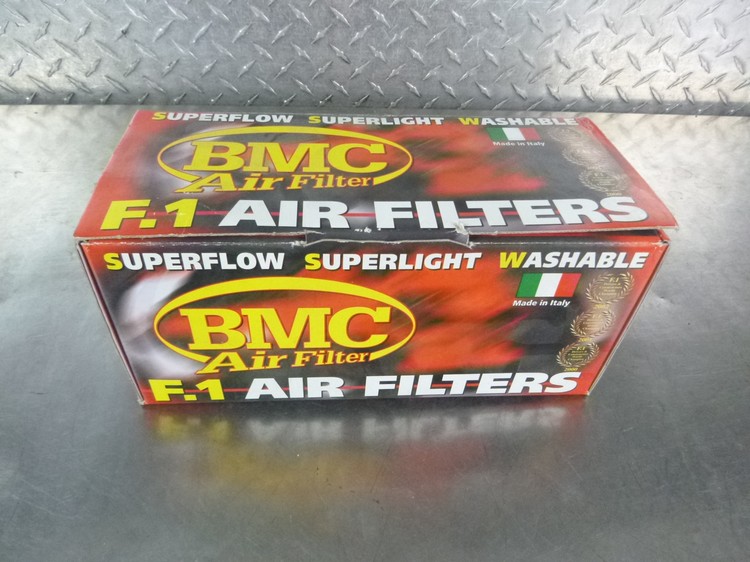 SUPERFLOW SUPERLIGHT WASHABLE
BMC
Air Filter
Made in Italy
F.1 AIR FILTERS
SUPERFLOW SUPERLIGHT WASHABLE
BMC
Air Filter
Made in Italy
F.1 AIR FILTERS